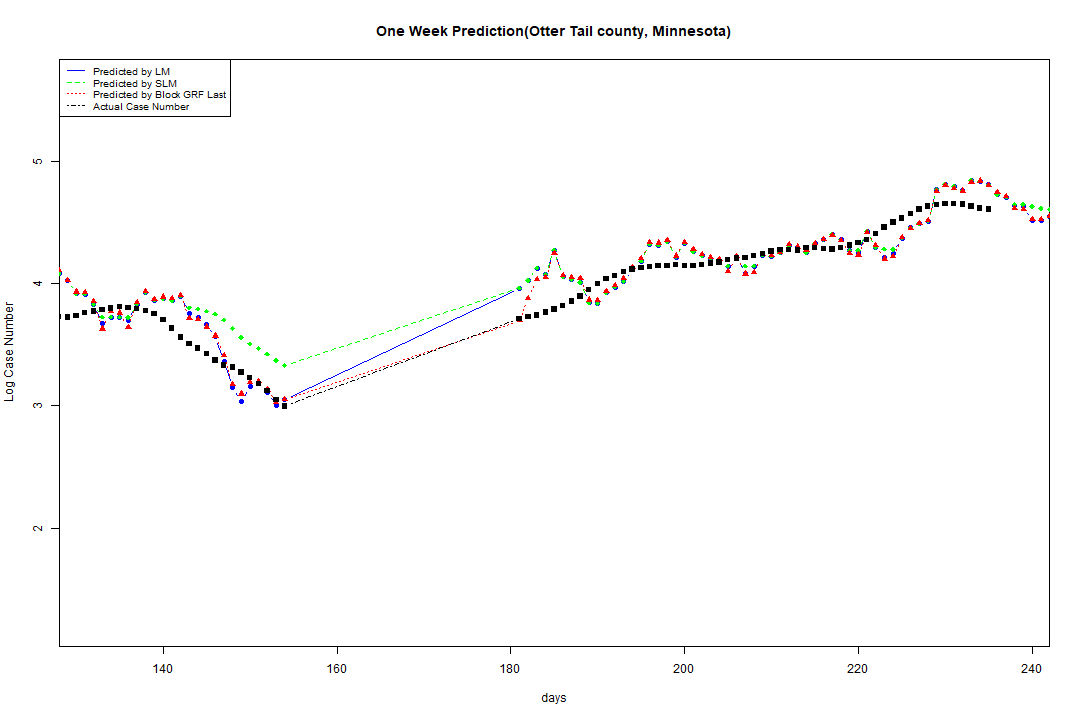 One Week Prediction(Otter Tail county, Minnesota)
Predicted by LM
Predicted by SLM
Predicted by Block GRF Last
Actual Case Number
5
4
3
2
Log Case Number
140 160 180 200 220 240
days